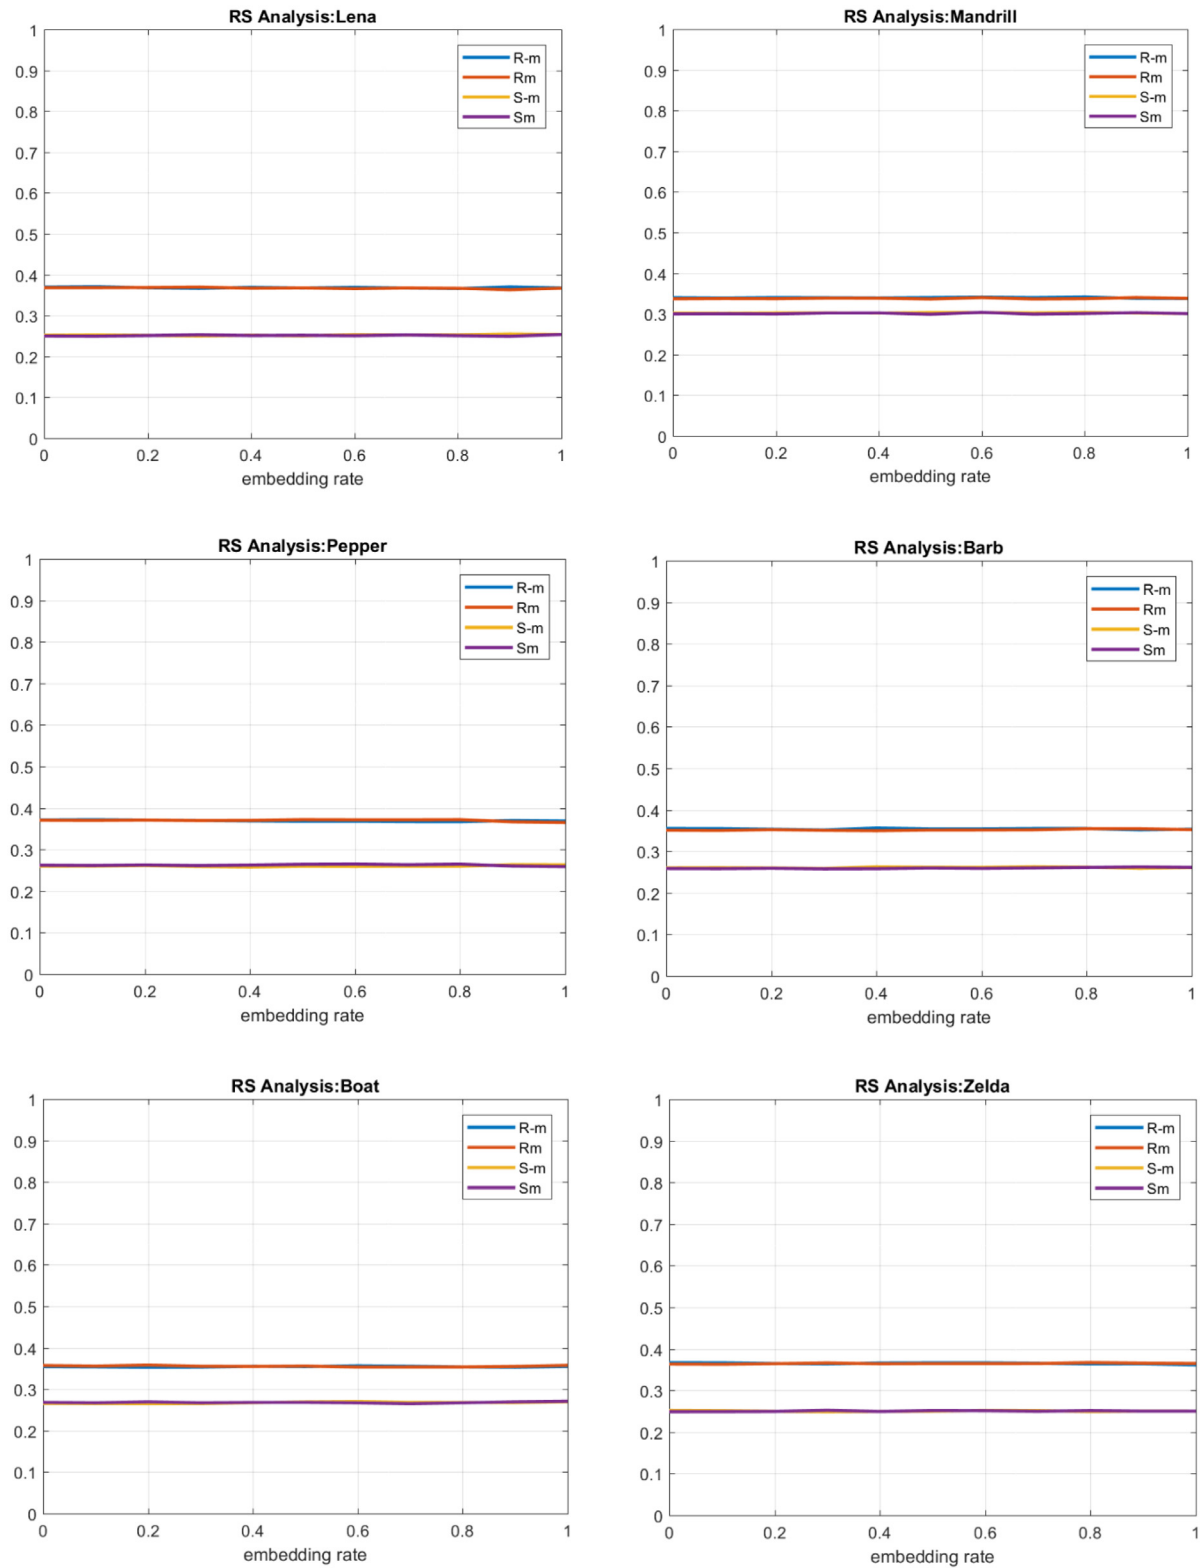 RS Analysis:Lena
1
0.9
0.8
0.7
0.6
0.5
0.4
0.3
0.2
0.1
0
R-m
Rm
S-m
Sm
0 0.2 0.4 0.6 0.8 1
embedding rate
RS Analysis:Mandrill
1
0.9
0.8
0.7
0.6
0.5
0.4
0.3
0.2
0.1
0
R-m
Rm
S-m
Sm
0 0.2 0.4 0.6 0.8 1
embedding rate
RS Analysis:Pepper
1
0.9
0.8
0.7
0.6
0.5
0.4
0.3
0.2
0.1
0
R-m
Rm
S-m
Sm
0 0.2 0.4 0.6 0.8 1
embedding rate
RS Analysis:Barb
1
0.9
0.8
0.7
0.6
0.5
0.4
0.3
0.2
0.1
0
R-m
Rm
S-m
Sm
0 0.2 0.4 0.6 0.8 1
embedding rate
RS Analysis:Boat
1
0.9
0.8
0.7
0.6
0.5
0.4
0.3
0.2
0.1
0
R-m
Rm
S-m
Sm
0 0.2 0.4 0.6 0.8 1
embedding rate
RS Analysis:Zelda
1
0.9
0.8
0.7
0.6
0.5
0.4
0.3
0.2
0.1
0
R-m
Rm
S-m
Sm
0 0.2 0.4 0.6 0.8 1
embedding rate